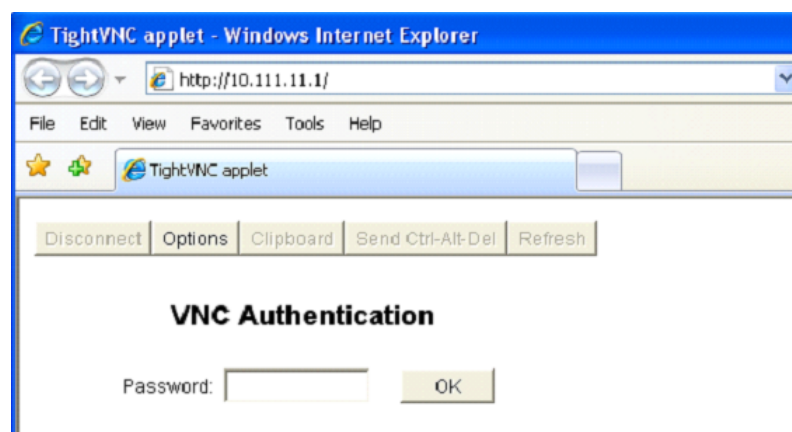 TightVNC applet - Windows Internet Explorer
http://10.111.11.1/
File Edit View Favorites Tools Help
TightVNC applet
Disconnect Options Clipboard Send Ctrl-Alt-Del Refresh
VNC Authentication
Password: OK